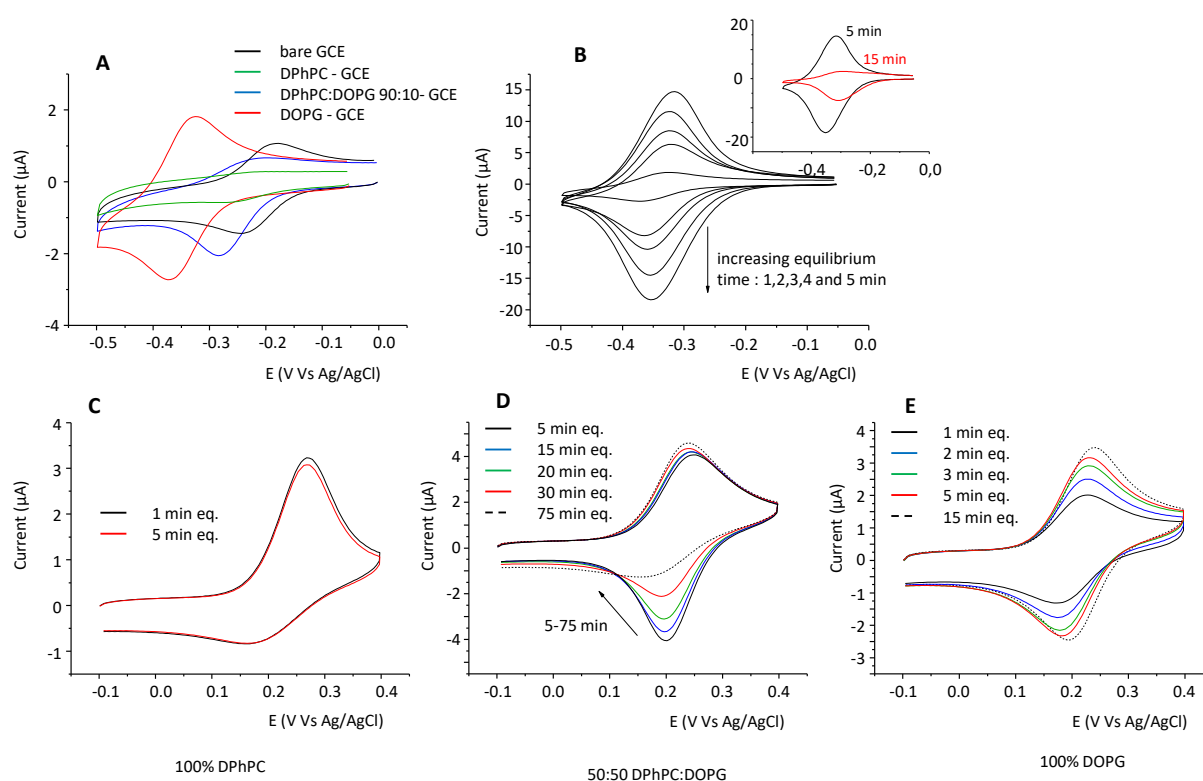 A
bare GCE
DPhPC - GCE
DPhPC:DOPG 90:10- GCE
DOPG - GCE
2
0
-2
-4
Current (µA)
-0.5
-0.4
-0.3
-0.2
-0.1
0.0
E (V Vs Ag/AgCl)
B
15
10
5
0
-5
-10
-15
-20
Current (µA)
-0.5
-0.4
-0.3
-0.2
-0.1
0.0
E (V Vs Ag/AgCl)
increasing equilibrium
time : 1,2,3,4 and 5 min
20
0
-20
5 min
15 min
-0,4
-0,2
0,0
C
1 min eq.
5 min eq.
4
3
2
1
0
-1
Current (µA)
-0.1
0.0
0.1
0.2
0.3
0.4
E (V Vs Ag/AgCl)
100% DPhPC
D
5 min eq.
15 min eq.
20 min eq.
30 min eq.
75 min eq.
6
4
2
0
-2
-4
Current (µA)
5-75 min
-0.1
0.0
0.1
0.2
0.3
0.4
E (V Vs Ag/AgCl)
50:50 DPhPC:DOPG
E
1 min eq.
2 min eq.
3 min eq.
5 min eq.
15 min eq.
4
3
2
1
0
-1
-2
-3
Current (µA)
-0.1
0.0
0.1
0.2
0.3
0.4
E (V Vs Ag/AgCl)
100% DOPG